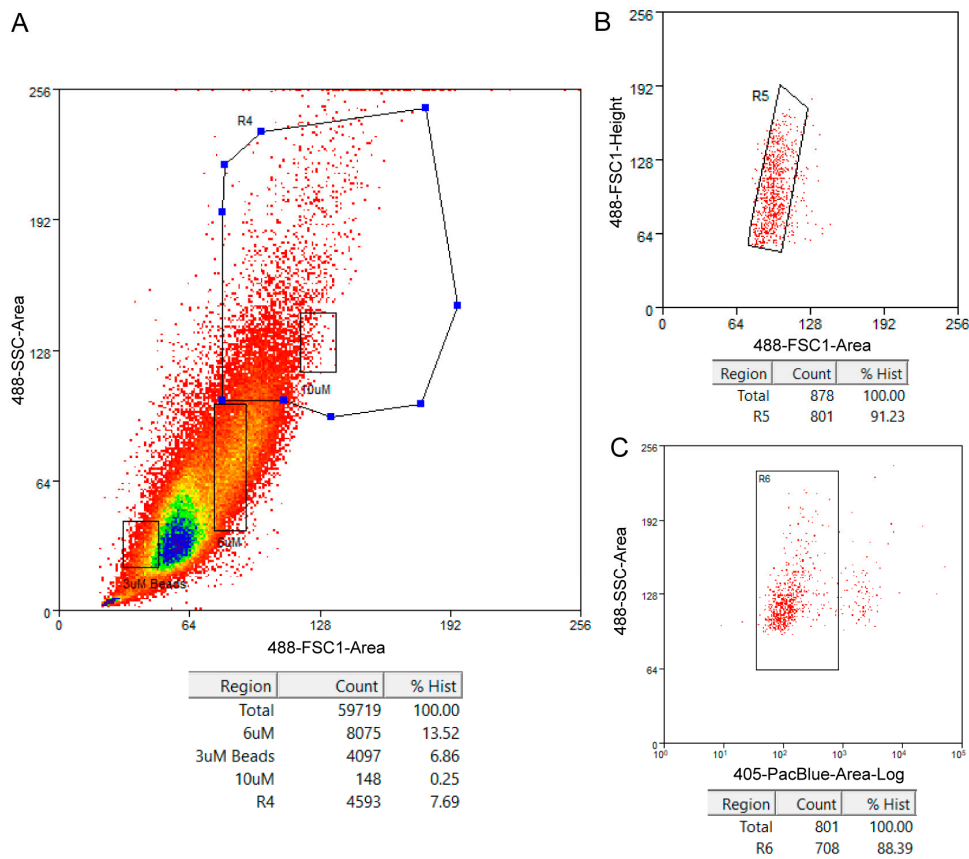 A
256
192
128
64
0
0
64
128
192
256
488-SSC-Area
488-FSC1-Area
R4
10uM
6uM
3uM Beads
Region Count % Hist
Total 59719 100.00
6uM 8075 13.52
3uM Beads 4097 6.86
10uM 148 0.25
R4 4593 7.69
B
256
192
128
64
0
0
64
128
192
256
488-FSC1-Height
488-FSC1-Area
R5
Region Count % Hist
Total 878 100.00
R5 801 91.23
C
256
192
128
64
0
10⁰
10¹
10²
10³
10⁴
10⁵
488-SSC-Area
405-PacBlue-Area-Log
R6
Region Count % Hist
Total 801 100.00
R6 708 88.39